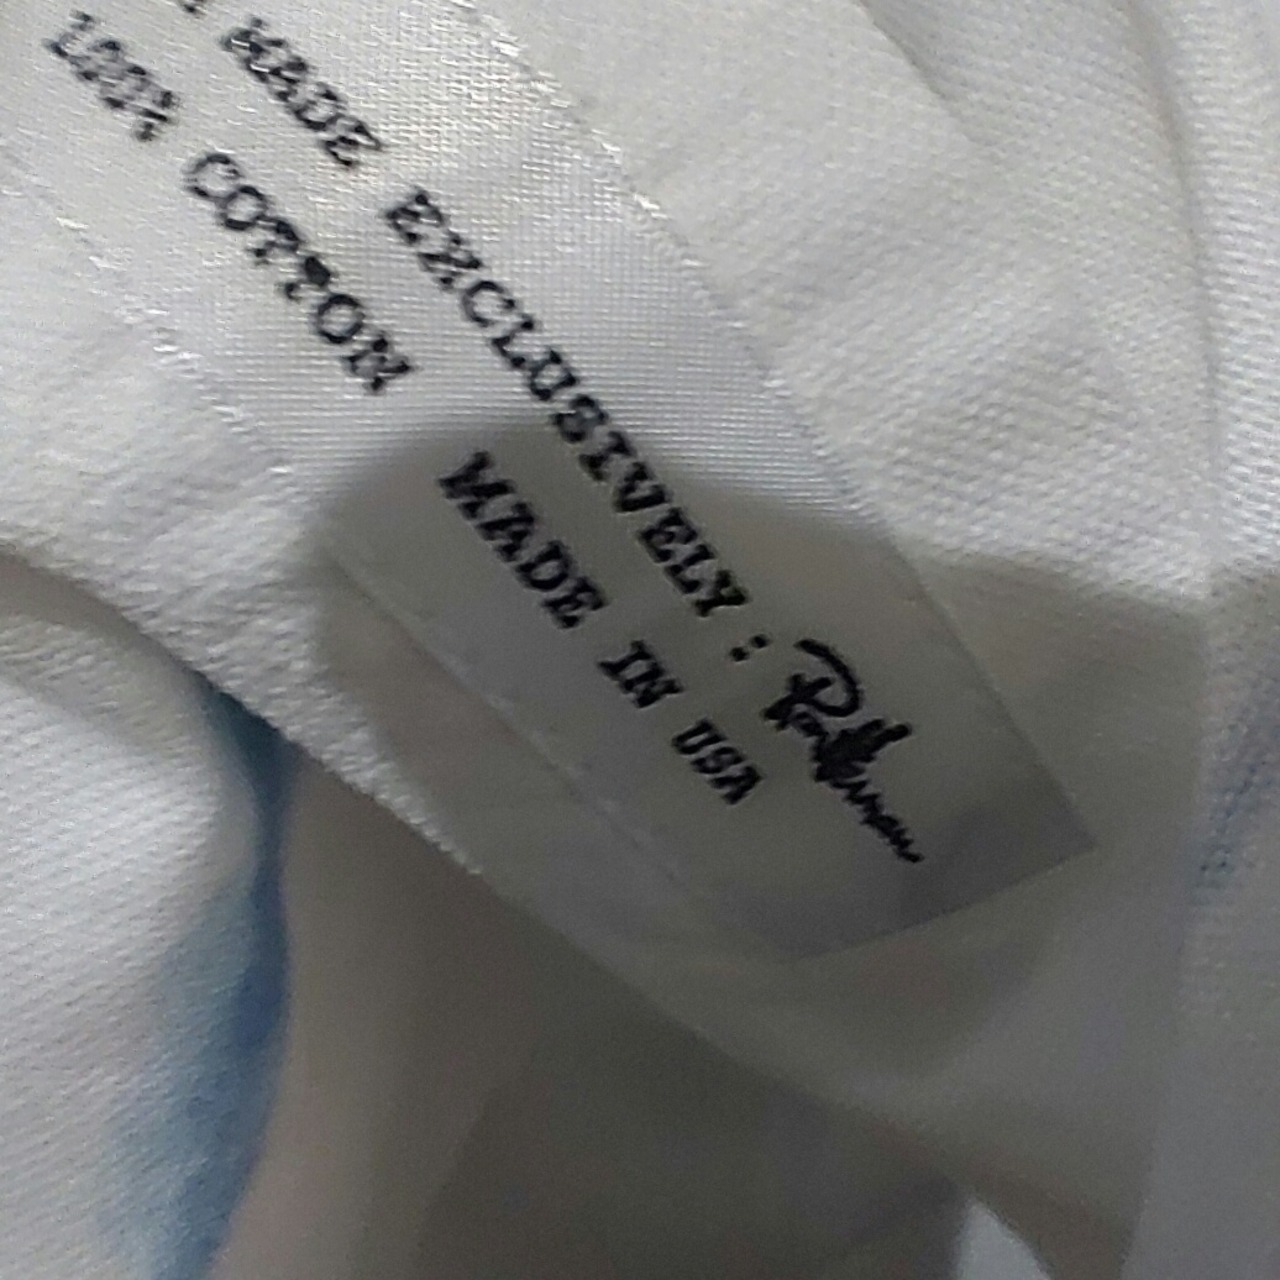 MADE EXCLUSIVELY:
100% COTTON
MADE IN USA